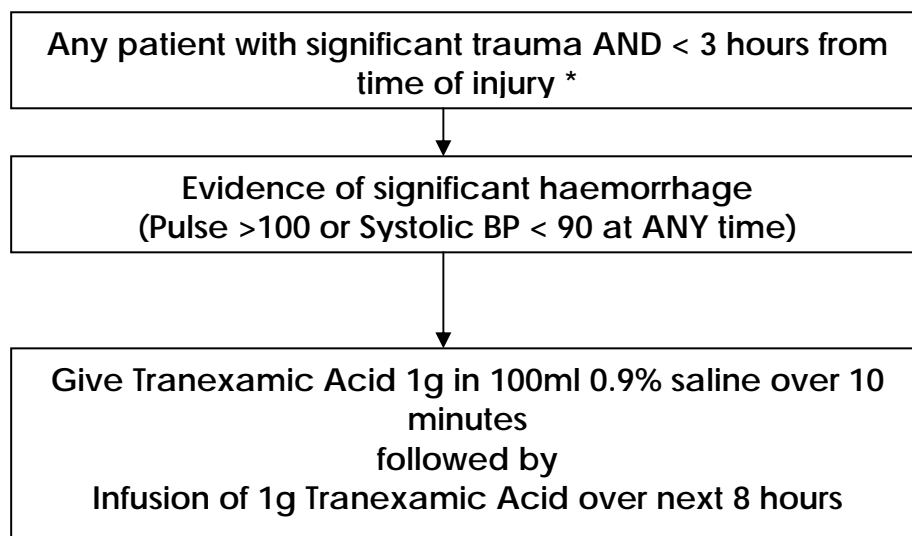 Any patient with significant trauma AND < 3 hours from
time of injury *
Evidence of significant haemorrhage
(Pulse >100 or Systolic BP < 90 at ANY time)
Give Tranexamic Acid 1g in 100ml 0.9% saline over 10
minutes
followed by
Infusion of 1g Tranexamic Acid over next 8 hours